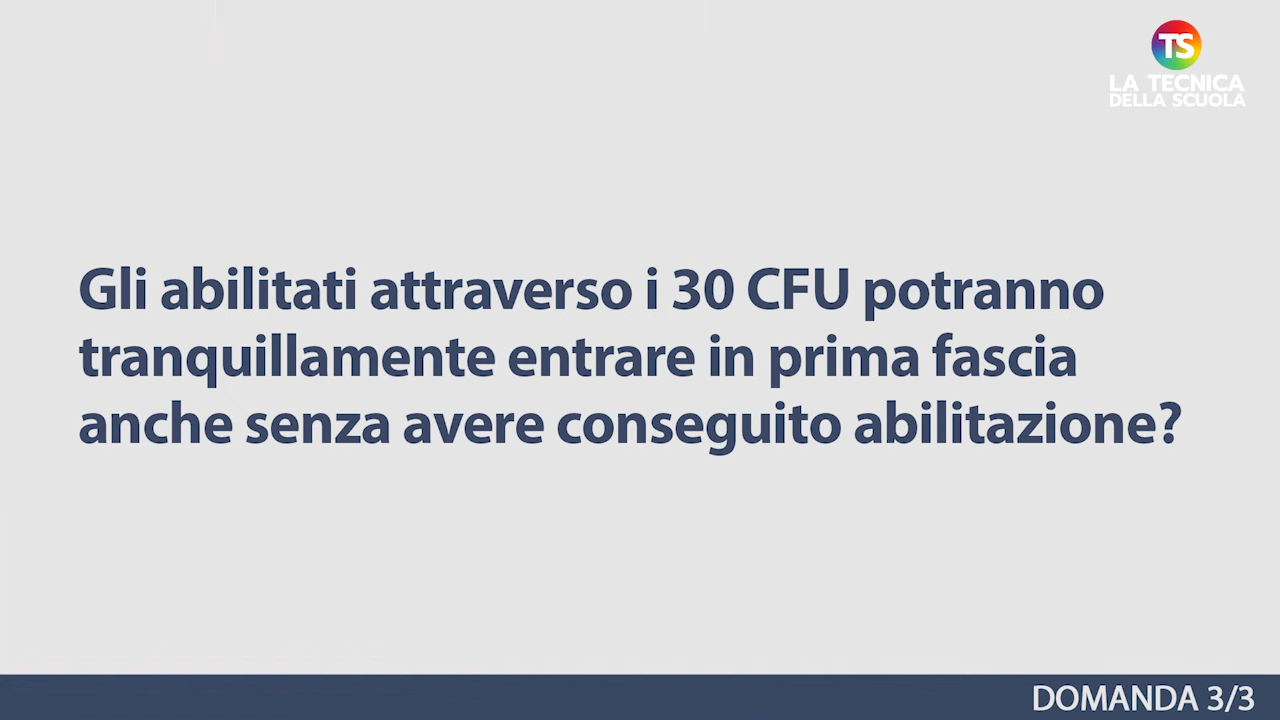 TS
LA TECNICA
DELLA SCUOLA
Gli abilitati attraverso i 30 CFU potranno
tranquillamente entrare in prima fascia
anche senza avere conseguito abilitazione?
DOMANDA 3/3